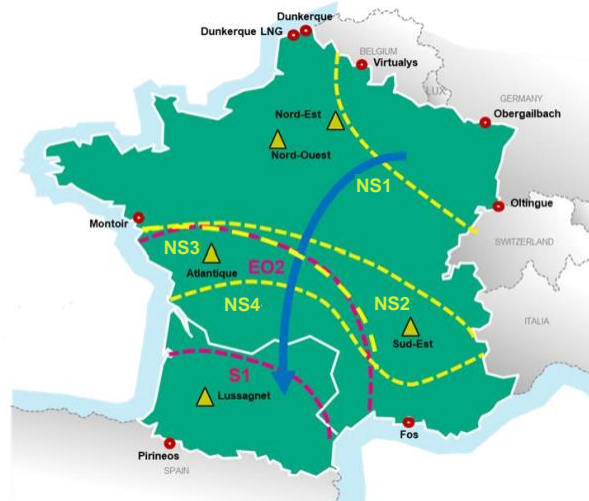 Dunkerque
Dunkerque LNG
BELGIUM
Virtualys
LUX
GERMANY
Nord-Est
Obergailbach
Nord-Ouest
NS1
Oltingue
Montoir
SWITZERLAND
NS3
EO2
Atlantique
NS4
NS2
ITALIA
Sud-Est
S1
Lussagnet
Fos
Pirineos
SPAIN